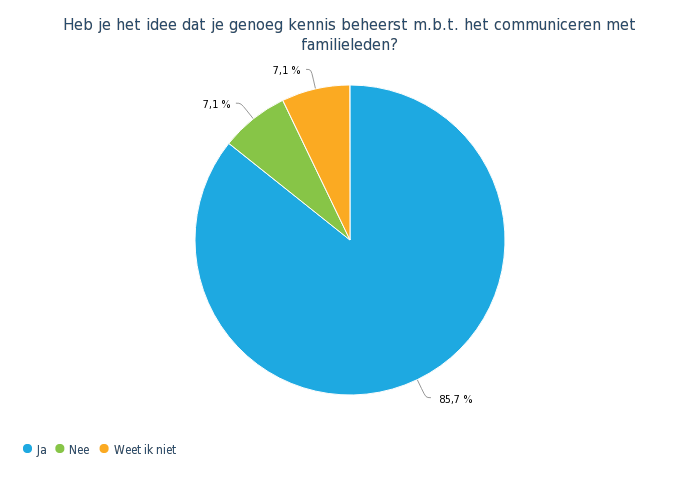 Heb je het idee dat je genoeg kennis beheerst m.b.t. het communiceren met
familieleden?
7,1 %
7,1 %
85,7 %
Ja Nee Weet ik niet